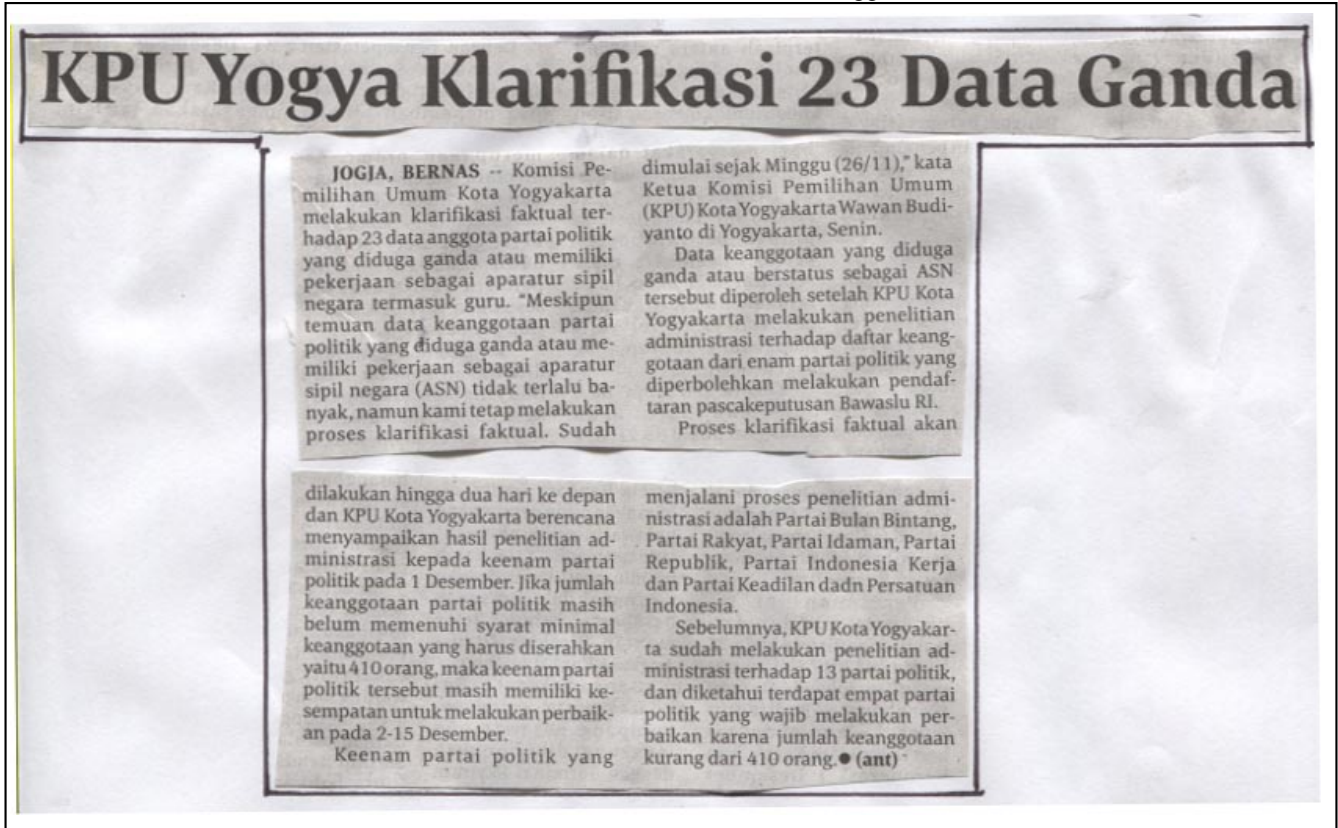 KPU Yogya Klarifikasi 23 Data Ganda
JOGJA, BERNAS -- Komisi Pe-
milihan Umum Kota Yogyakarta
melakukan klarifikasi faktual ter-
hadap 23 data anggota partai politik
yang diduga ganda atau memiliki
pekerjaan sebagai aparatur sipil
negara termasuk guru. "Meskipun
temuan data keanggotaan partai
politik yang diduga ganda atau me-
miliki pekerjaan sebagai aparatur
sipil negara (ASN) tidak terlalu ba-
nyak, namun kami tetap melakukan
proses klarifikasi faktual. Sudah
dimulai sejak Minggu (26/11)," kata
Ketua Komisi Pemilihan Umum
(KPU) Kota Yogyakarta Wawan Budi-
yanto di Yogyakarta, Senin.
Data keanggotaan yang diduga
ganda atau berstatus sebagai ASN
tersebut diperoleh setelah KPU Kota
Yogyakarta melakukan penelitian
administrasi terhadap daftar keang-
gotaan dari enam partai politik yang
diperbolehkan melakukan pendaf-
taran pascakeputusan Bawaslu RI.
Proses klarifikasi faktual akan
dilakukan hingga dua hari ke depan
dan KPU Kota Yogyakarta berencana
menyampaikan hasil penelitian ad-
ministrasi kepada keenam partai
politik pada 1 Desember. Jika jumlah
keanggotaan partai politik masih
belum memenuhi syarat minimal
keanggotaan yang harus diserahkan
yaitu 410 orang, maka keenam partai
politik tersebut masih memiliki ke-
sempatan untuk melakukan perbaik-
an pada 2-15 Desember.
Keenam partai politik yang
menjalani proses penelitian admi-
nistrasi adalah Partai Bulan Bintang,
Partai Rakyat, Partai Idaman, Partai
Republik, Partai Indonesia Kerja
dan Partai Keadilan dadn Persatuan
Indonesia.
Sebelumnya, KPU Kota Yogyakar-
ta sudah melakukan penelitian ad-
ministrasi terhadap 13 partai politik,
dan diketahui terdapat empat partai
politik yang wajib melakukan per-
baikan karena jumlah keanggotaan
kurang dari 410 orang.● (ant)